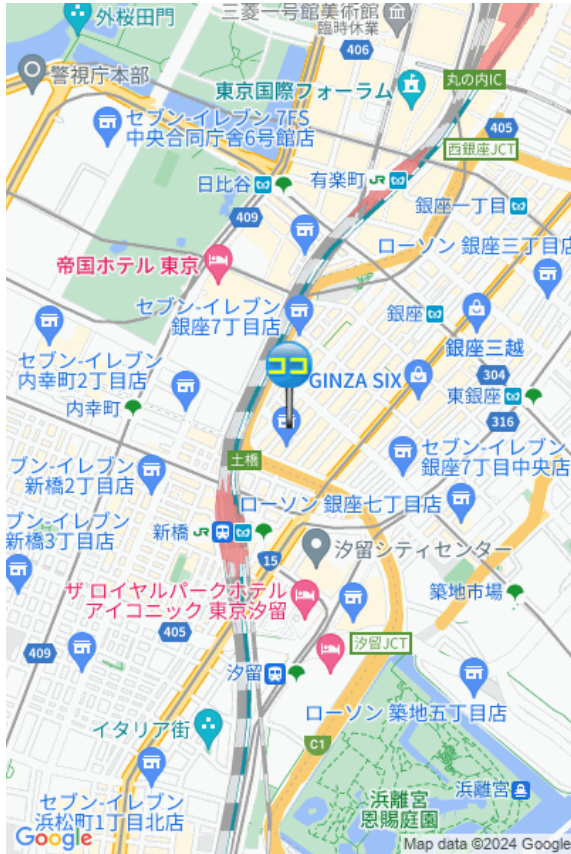 外桜田門
三菱一号館美術館
臨時休業
406
丸の内IC
警視庁本部
東京国際フォーラム
セブン-イレブン 7FS
中央合同庁舎6号館店
405
西銀座JCT
日比谷
有楽町 JR
409
銀座一丁目
ローソン 銀座三丁目店
帝国ホテル 東京
セブン-イレブン
銀座7丁目店
銀座
銀座三越
セブン-イレブン
内幸町2丁目店
ココ
GINZA SIX
304
内幸町
東銀座
316
土橋
セブン-イレブン
銀座7丁目中央店
ブン-イレブン
新橋2丁目店
ローソン 銀座七丁目店
ブン-イレブン
新橋3丁目店
新橋 JR
15
汐留シティセンター
ザ ロイヤルパークホテル
アイコニック 東京汐留
築地市場
405
409
汐留JCT
汐留
ローソン 築地五丁目店
イタリア街
C1
セブン-イレブン
浜松町1丁目北店
浜離宮
恩賜庭園
浜離宮
Google
Map data ©2024 Google